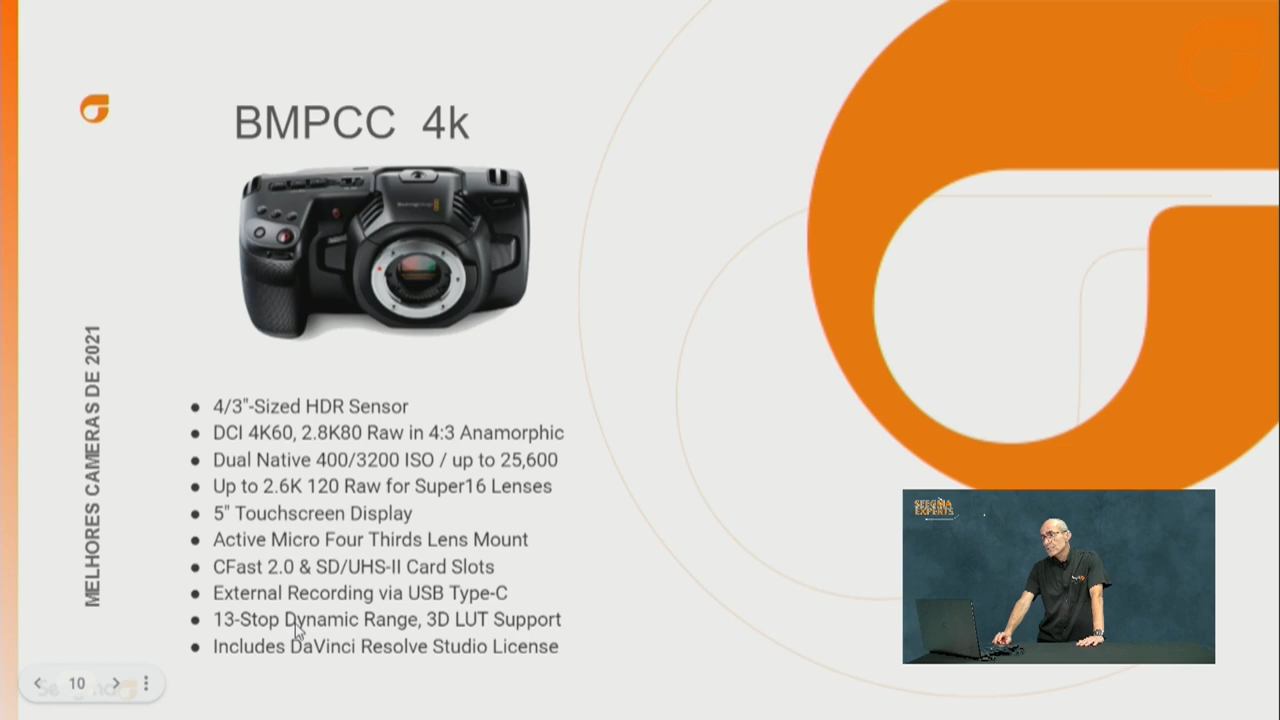 BMPCC 4k
MELHORES CAMERAS DE 2021
● 4/3"-Sized HDR Sensor
● DCI 4K60, 2.8K80 Raw in 4:3 Anamorphic
● Dual Native 400/3200 ISO / up to 25,600
● Up to 2.6K 120 Raw for Super16 Lenses
● 5" Touchscreen Display
● Active Micro Four Thirds Lens Mount
● CFast 2.0 & SD/UHS-II Card Slots
● External Recording via USB Type-C
● 13-Stop Dynamic Range, 3D LUT Support
● Includes DaVinci Resolve Studio License
10
SEEGMA
EXPERTS